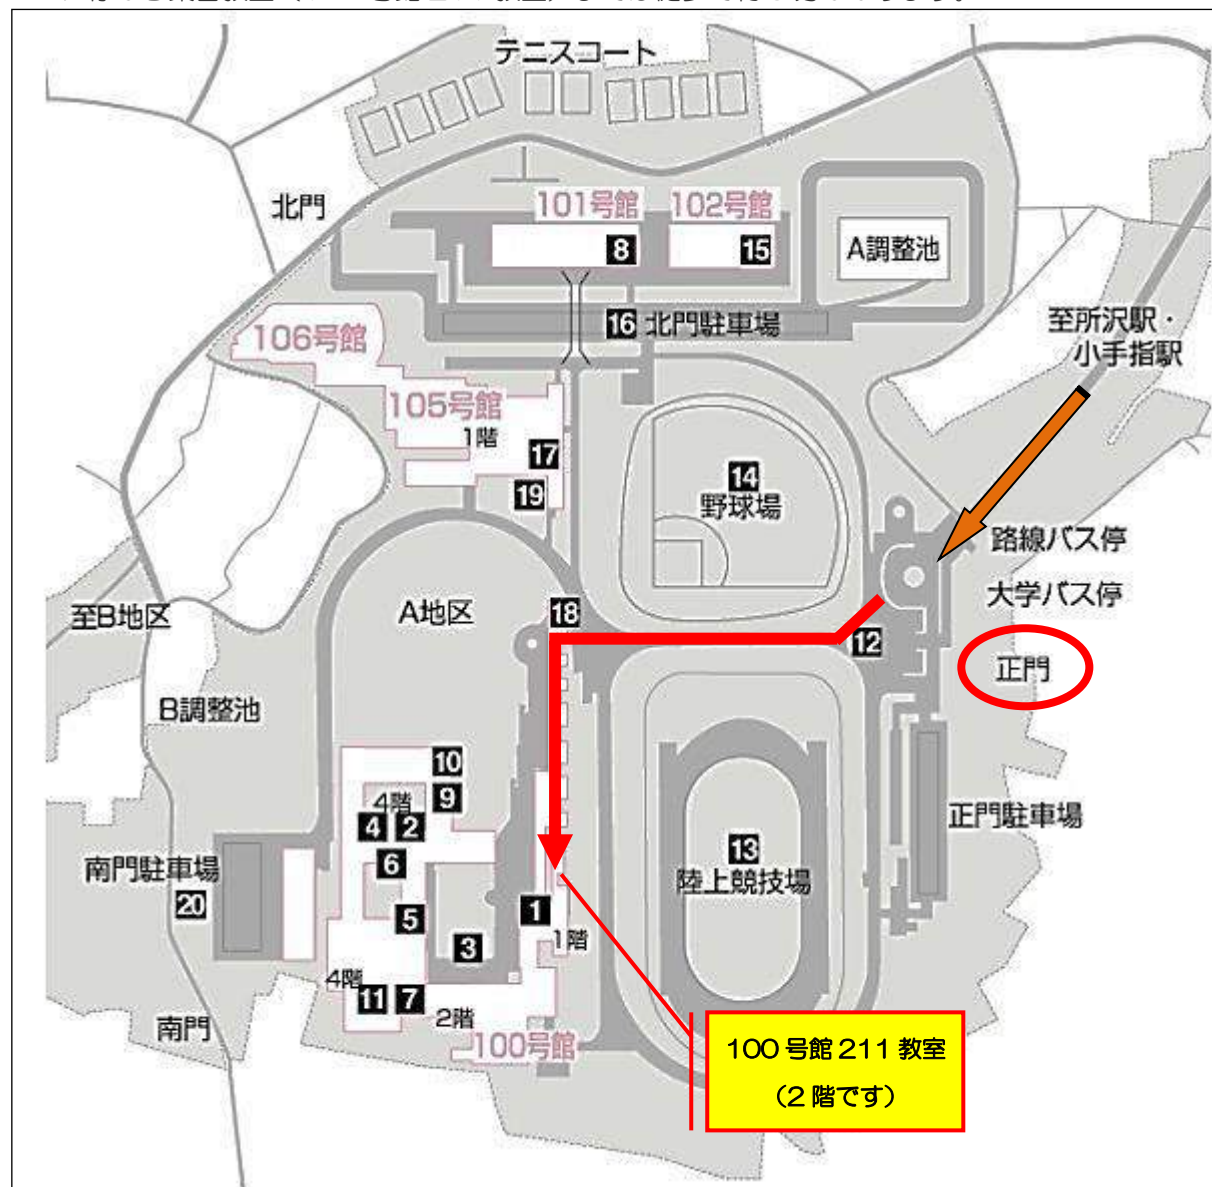 テニスコート
北門
101号館
102号館
8
15
A調整池
16 北門駐車場
至所沢駅・
小手指駅
106号館
105号館
1階
17
19
14
野球場
路線バス停
大学バス停
正門
12
18
A地区
至B地区
B調整池
10
9
4階
4 2
6
5
3
1
1階
13
陸上競技場
正門駐車場
南門駐車場
20
4階
11 7
2階
南門
100号館
100号館211教室
（2階です）